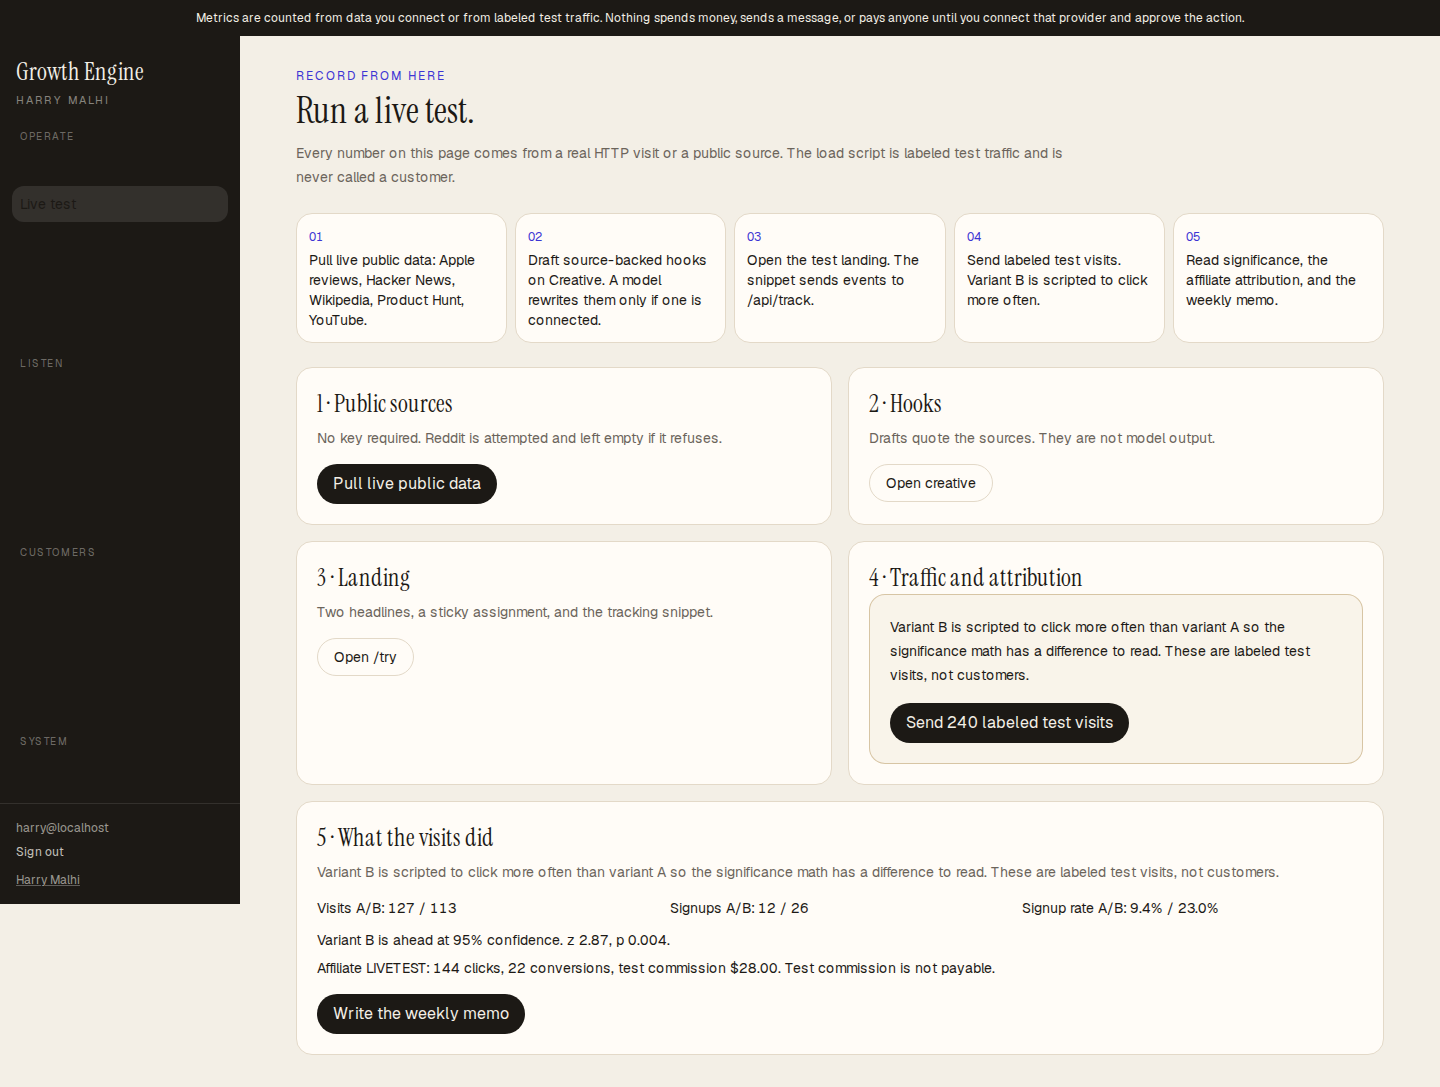 Metrics are counted from data you connect or from labeled test traffic. Nothing spends money, sends a message, or pays anyone until you connect that provider and approve the action.
Growth Engine
HARRY MALHI
OPERATE
Live test
LISTEN
CUSTOMERS
SYSTEM
harry@localhost
Sign out
Harry Malhi
RECORD FROM HERE
Run a live test.
Every number on this page comes from a real HTTP visit or a public source. The load script is labeled test traffic and is
never called a customer.
01
Pull live public data: Apple
reviews, Hacker News,
Wikipedia, Product Hunt,
YouTube.
02
Draft source-backed hooks
on Creative. A model
rewrites them only if one is
connected.
03
Open the test landing. The
snippet sends events to
/api/track.
04
Send labeled test visits.
Variant B is scripted to click
more often.
05
Read significance, the
affiliate attribution, and the
weekly memo.
1 · Public sources
No key required. Reddit is attempted and left empty if it refuses.
Pull live public data
2 · Hooks
Drafts quote the sources. They are not model output.
Open creative
3 · Landing
Two headlines, a sticky assignment, and the tracking snippet.
Open /try
4 · Traffic and attribution
Variant B is scripted to click more often than variant A so the
significance math has a difference to read. These are labeled test
visits, not customers.
Send 240 labeled test visits
5 · What the visits did
Variant B is scripted to click more often than variant A so the significance math has a difference to read. These are labeled test visits, not customers.
Visits A/B: 127 / 113
Signups A/B: 12 / 26
Signup rate A/B: 9.4% / 23.0%
Variant B is ahead at 95% confidence. z 2.87, p 0.004.
Affiliate LIVETEST: 144 clicks, 22 conversions, test commission $28.00. Test commission is not payable.
Write the weekly memo